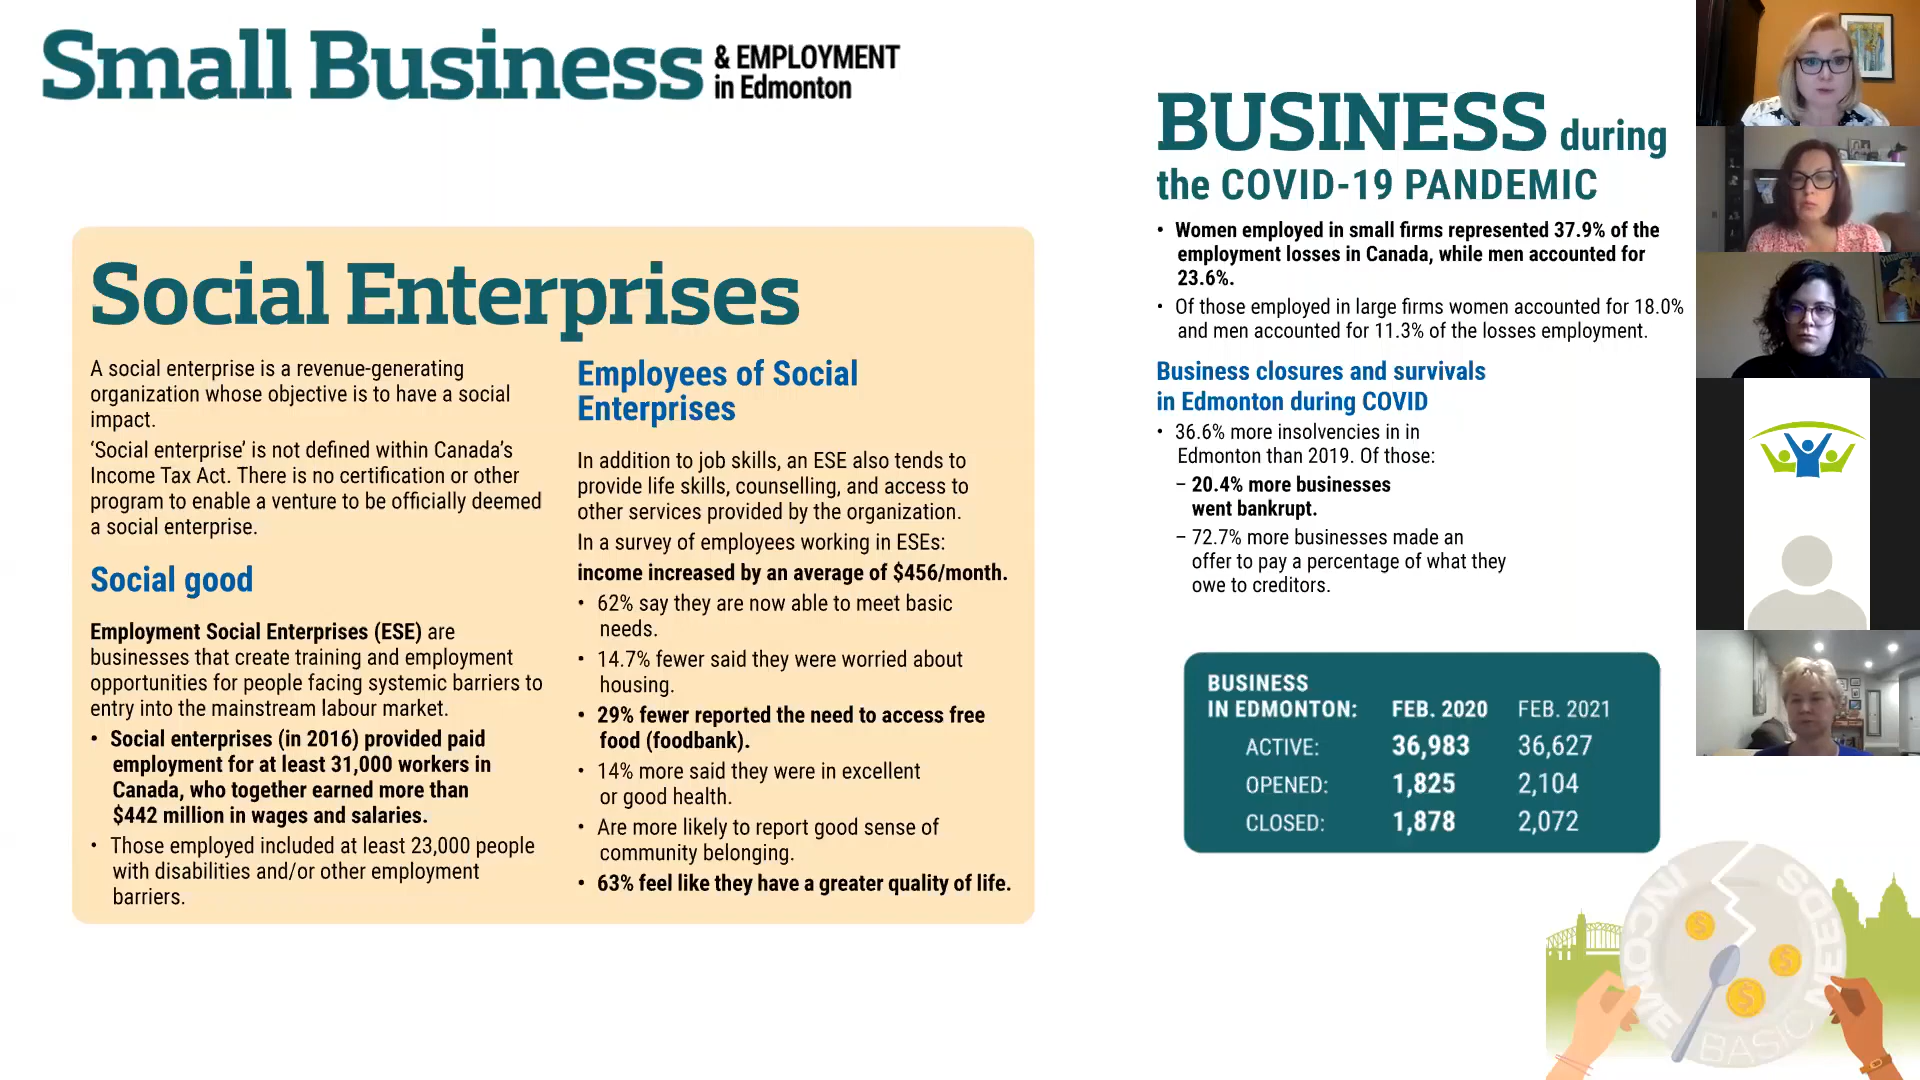 Small Business & EMPLOYMENT
in Edmonton
Social Enterprises
A social enterprise is a revenue-generating
organization whose objective is to have a social
impact.
‘Social enterprise’ is not defined within Canada’s
Income Tax Act. There is no certification or other
program to enable a venture to be officially deemed
a social enterprise.
Social good
Employment Social Enterprises (ESE) are
businesses that create training and employment
opportunities for people facing systemic barriers to
entry into the mainstream labour market.
• Social enterprises (in 2016) provided paid
employment for at least 31,000 workers in
Canada, who together earned more than
$442 million in wages and salaries.
• Those employed included at least 23,000 people
with disabilities and/or other employment
barriers.
Employees of Social
Enterprises
In addition to job skills, an ESE also tends to
provide life skills, counselling, and access to
other services provided by the organization.
In a survey of employees working in ESEs:
income increased by an average of $456/month.
• 62% say they are now able to meet basic
needs.
• 14.7% fewer said they were worried about
housing.
• 29% fewer reported the need to access free
food (foodbank).
• 14% more said they were in excellent
or good health.
• Are more likely to report good sense of
community belonging.
• 63% feel like they have a greater quality of life.
BUSINESS during
the COVID-19 PANDEMIC
• Women employed in small firms represented 37.9% of the
employment losses in Canada, while men accounted for
23.6%.
• Of those employed in large firms women accounted for 18.0%
and men accounted for 11.3% of the losses employment.
Business closures and survivals
in Edmonton during COVID
• 36.6% more insolvencies in in
Edmonton than 2019. Of those:
– 20.4% more businesses
went bankrupt.
– 72.7% more businesses made an
offer to pay a percentage of what they
owe to creditors.
BUSINESS
IN EDMONTON: FEB. 2020 FEB. 2021
ACTIVE: 36,983 36,627
OPENED: 1,825 2,104
CLOSED: 1,878 2,072
INCOME
BASIC NEEDS
$
$
$